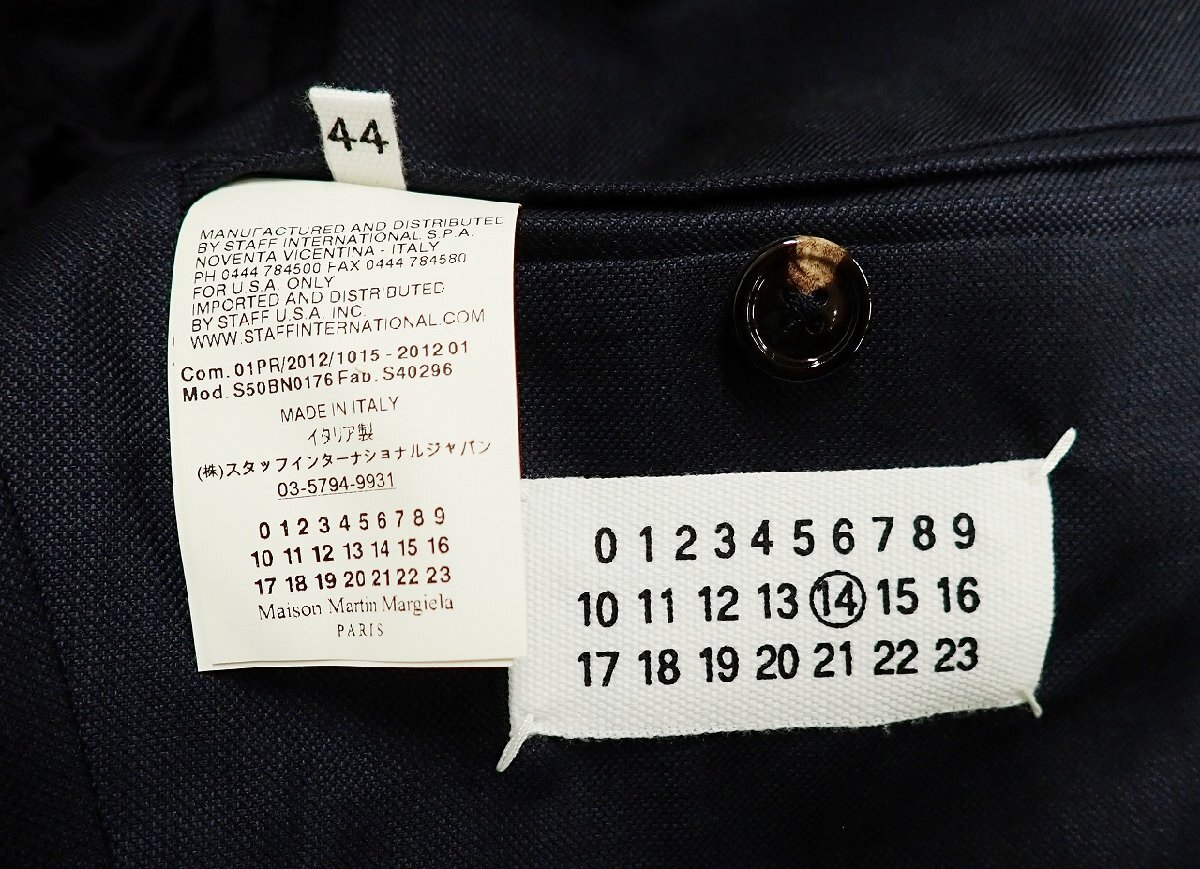 44
MANUFACTURED AND DISTRIBUTED
BY STAFF INTERNATIONAL S.P.A.
NOVENTA VICENTINA - ITALY
PH 0444 784500 FAX 0444 784580
FOR U.S.A. ONLY
IMPORTED AND DISTRIBUTED
BY STAFF U.S.A. INC.
WWW.STAFFINTERNATIONAL.COM
Com. 01PR/2012/1015 - 2012 01
Mod. S50BN0176 Fab. S40296
MADE IN ITALY
イタリア製
(株)スタッフインターナショナルジャパン
03-5794-9931
0 1 2 3 4 5 6 7 8 9
10 11 12 13 14 15 16
17 18 19 20 21 22 23
Maison Martin Margiela
PARIS
0 1 2 3 4 5 6 7 8 9
10 11 12 13 14 15 16
17 18 19 20 21 22 23